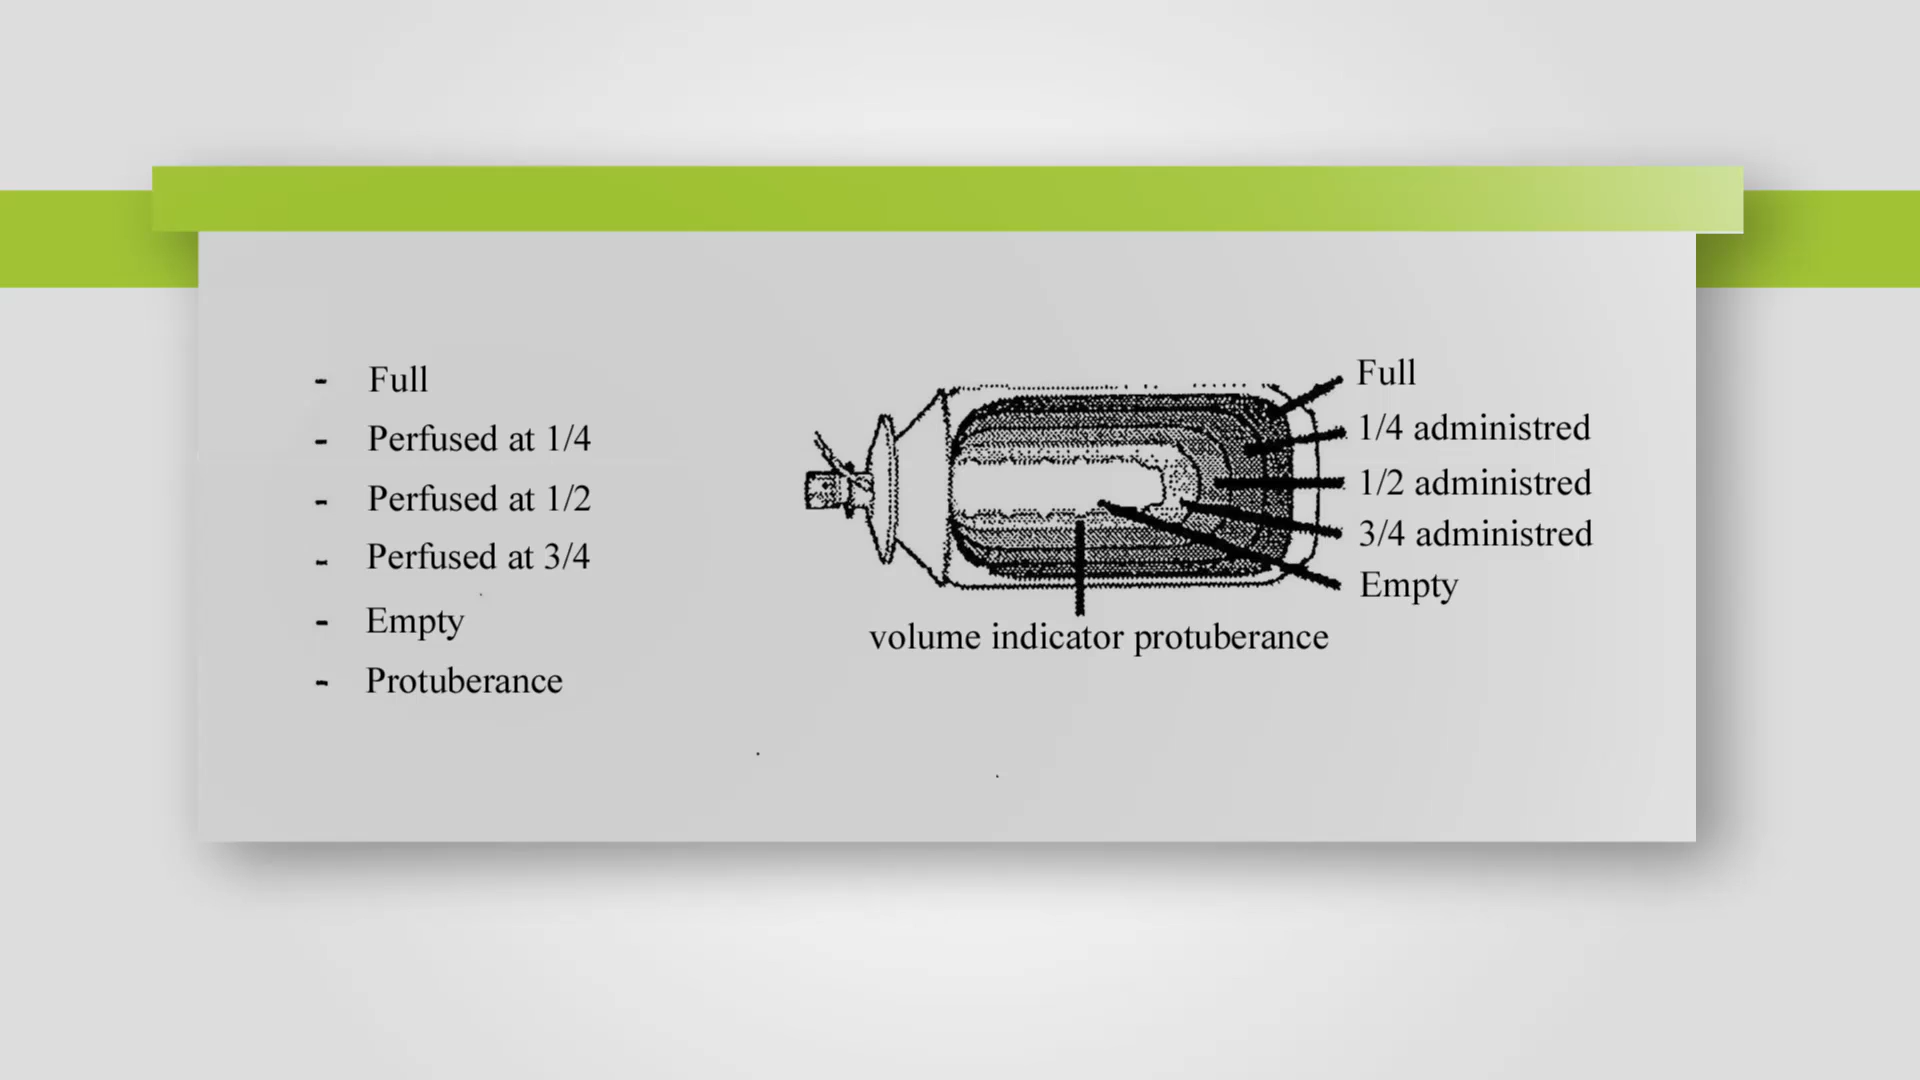 - Full
- Perfused at 1/4
- Perfused at 1/2
- Perfused at 3/4
- Empty
- Protuberance
Full
1/4 administred
1/2 administred
3/4 administred
Empty
volume indicator protuberance